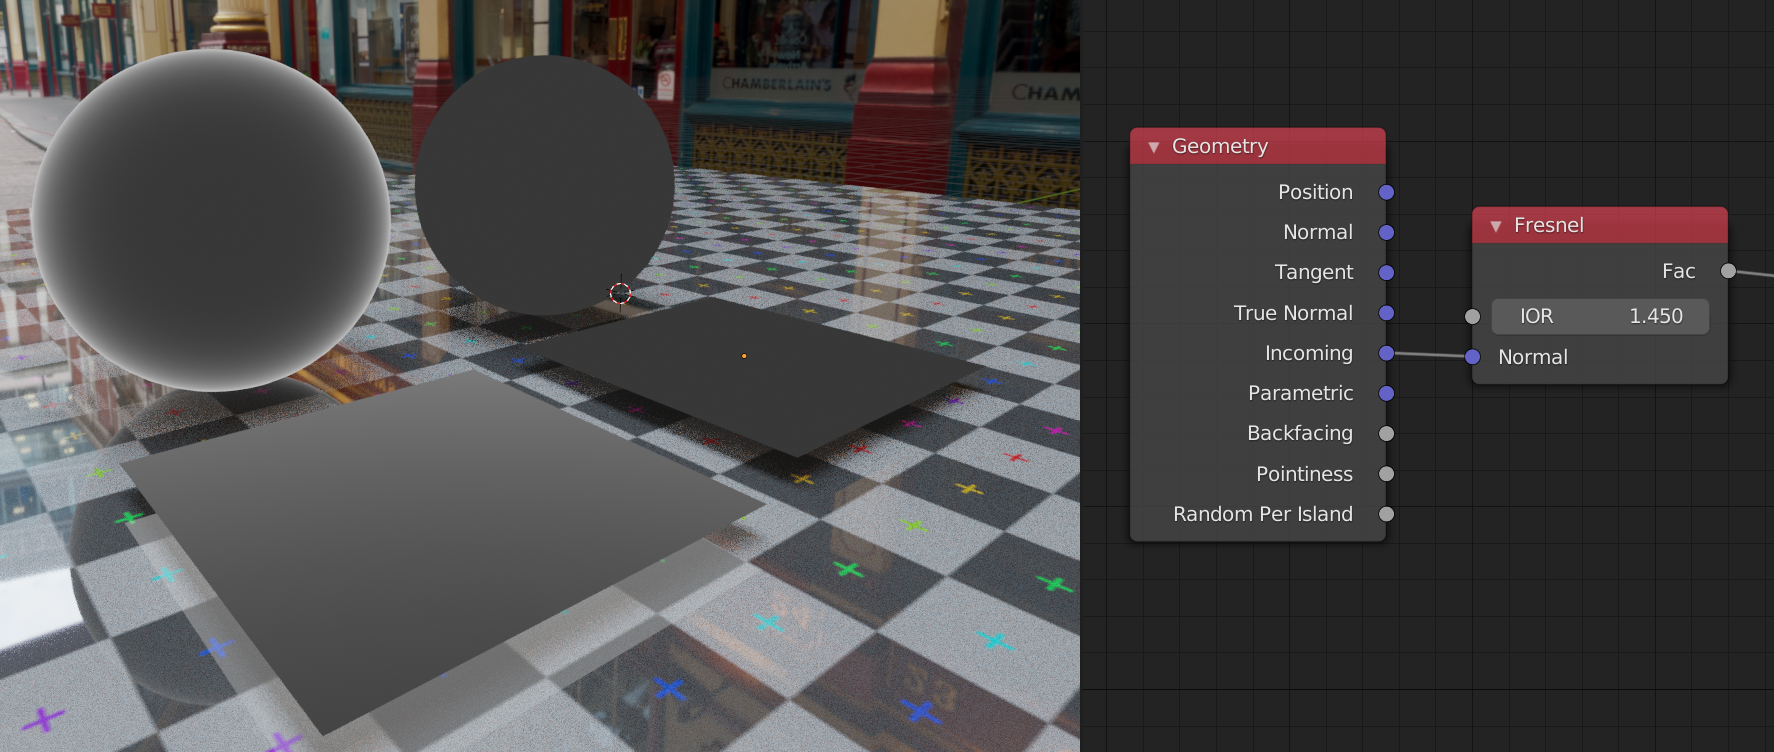 CHAMBERLAIN'S
CHAM
Geometry
Position
Normal
Tangent
True Normal
Incoming
Parametric
Backfacing
Pointiness
Random Per Island
Fresnel
Fac
IOR 1.450
Normal